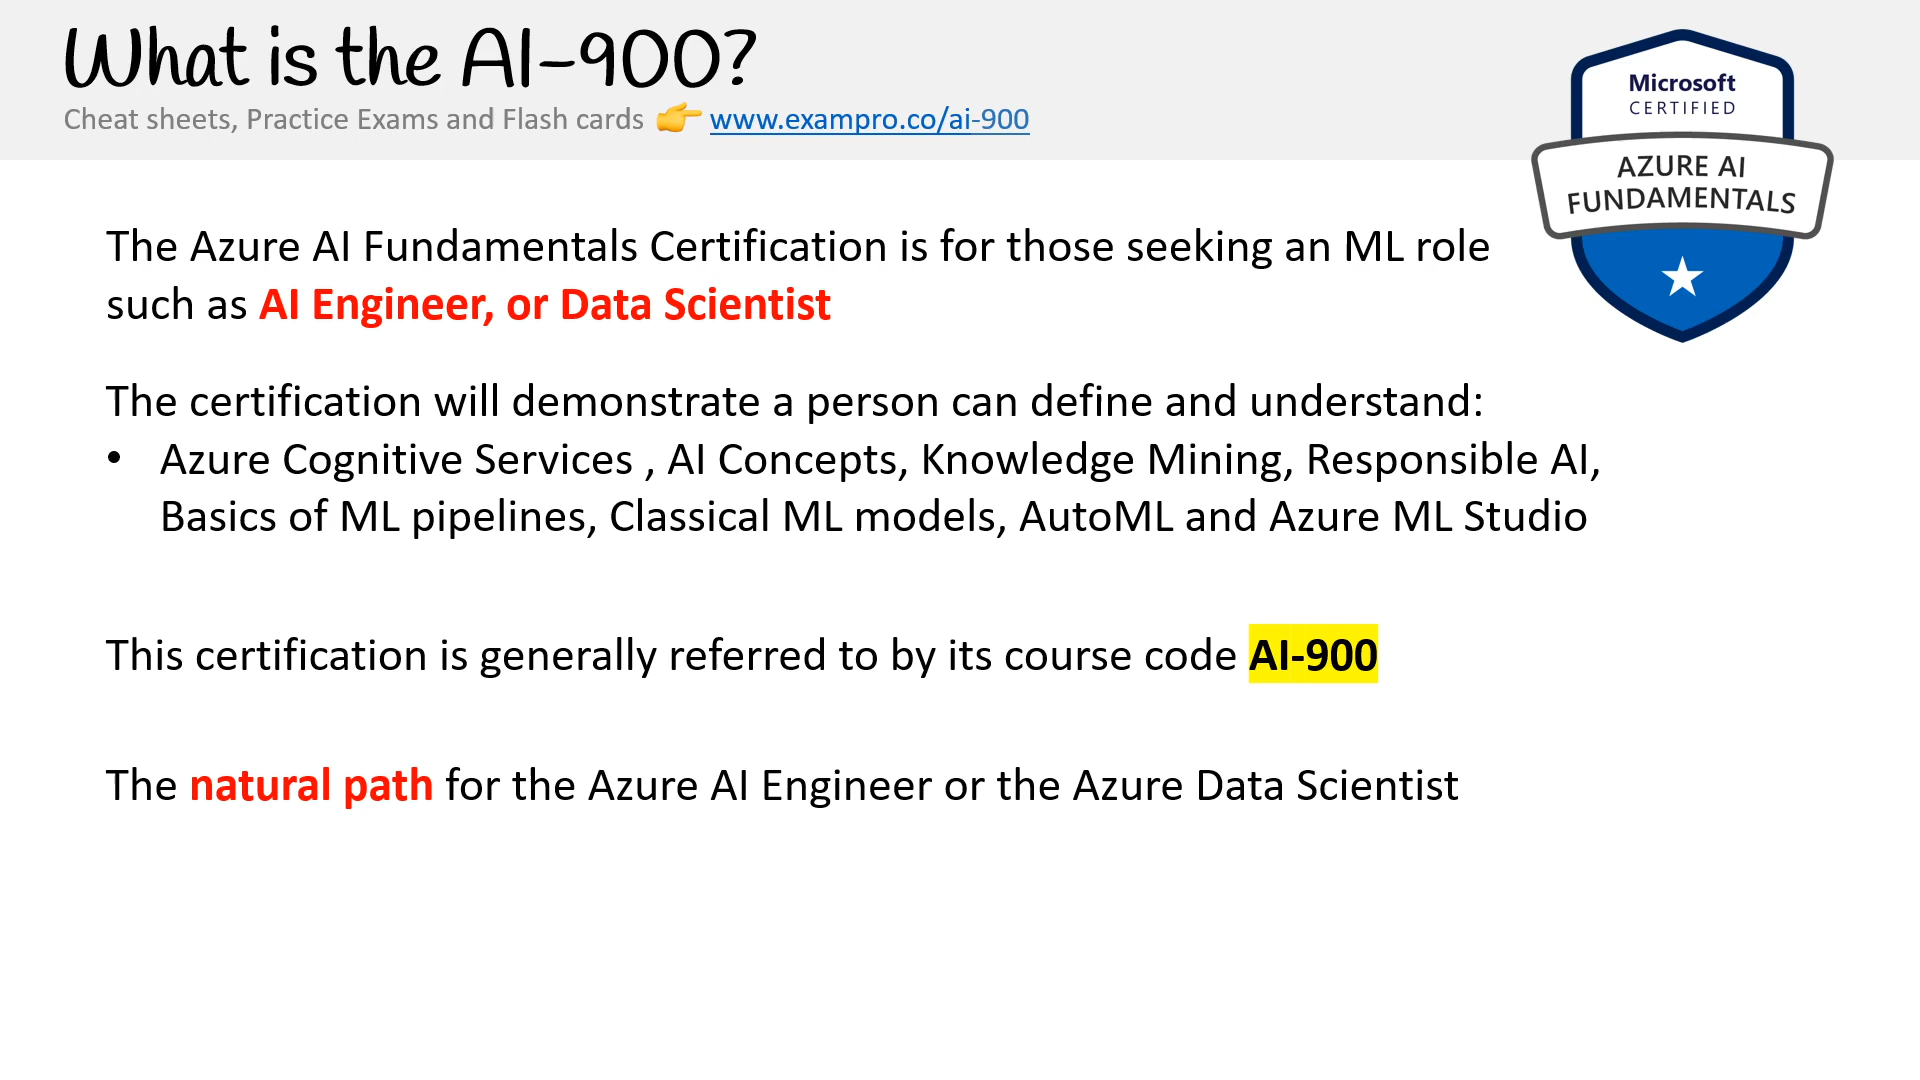 What is the AI-900?
Cheat sheets, Practice Exams and Flash cards 👉 www.exampro.co/ai-900
Microsoft
CERTIFIED
AZURE AI
FUNDAMENTALS
The Azure AI Fundamentals Certification is for those seeking an ML role
such as AI Engineer, or Data Scientist
The certification will demonstrate a person can define and understand:
• Azure Cognitive Services , AI Concepts, Knowledge Mining, Responsible AI,
Basics of ML pipelines, Classical ML models, AutoML and Azure ML Studio
This certification is generally referred to by its course code AI-900
The natural path for the Azure AI Engineer or the Azure Data Scientist